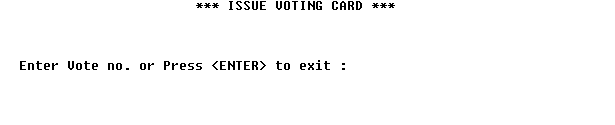 *** ISSUE VOTING CARD ***
Enter Vote no. or Press <ENTER> to exit :